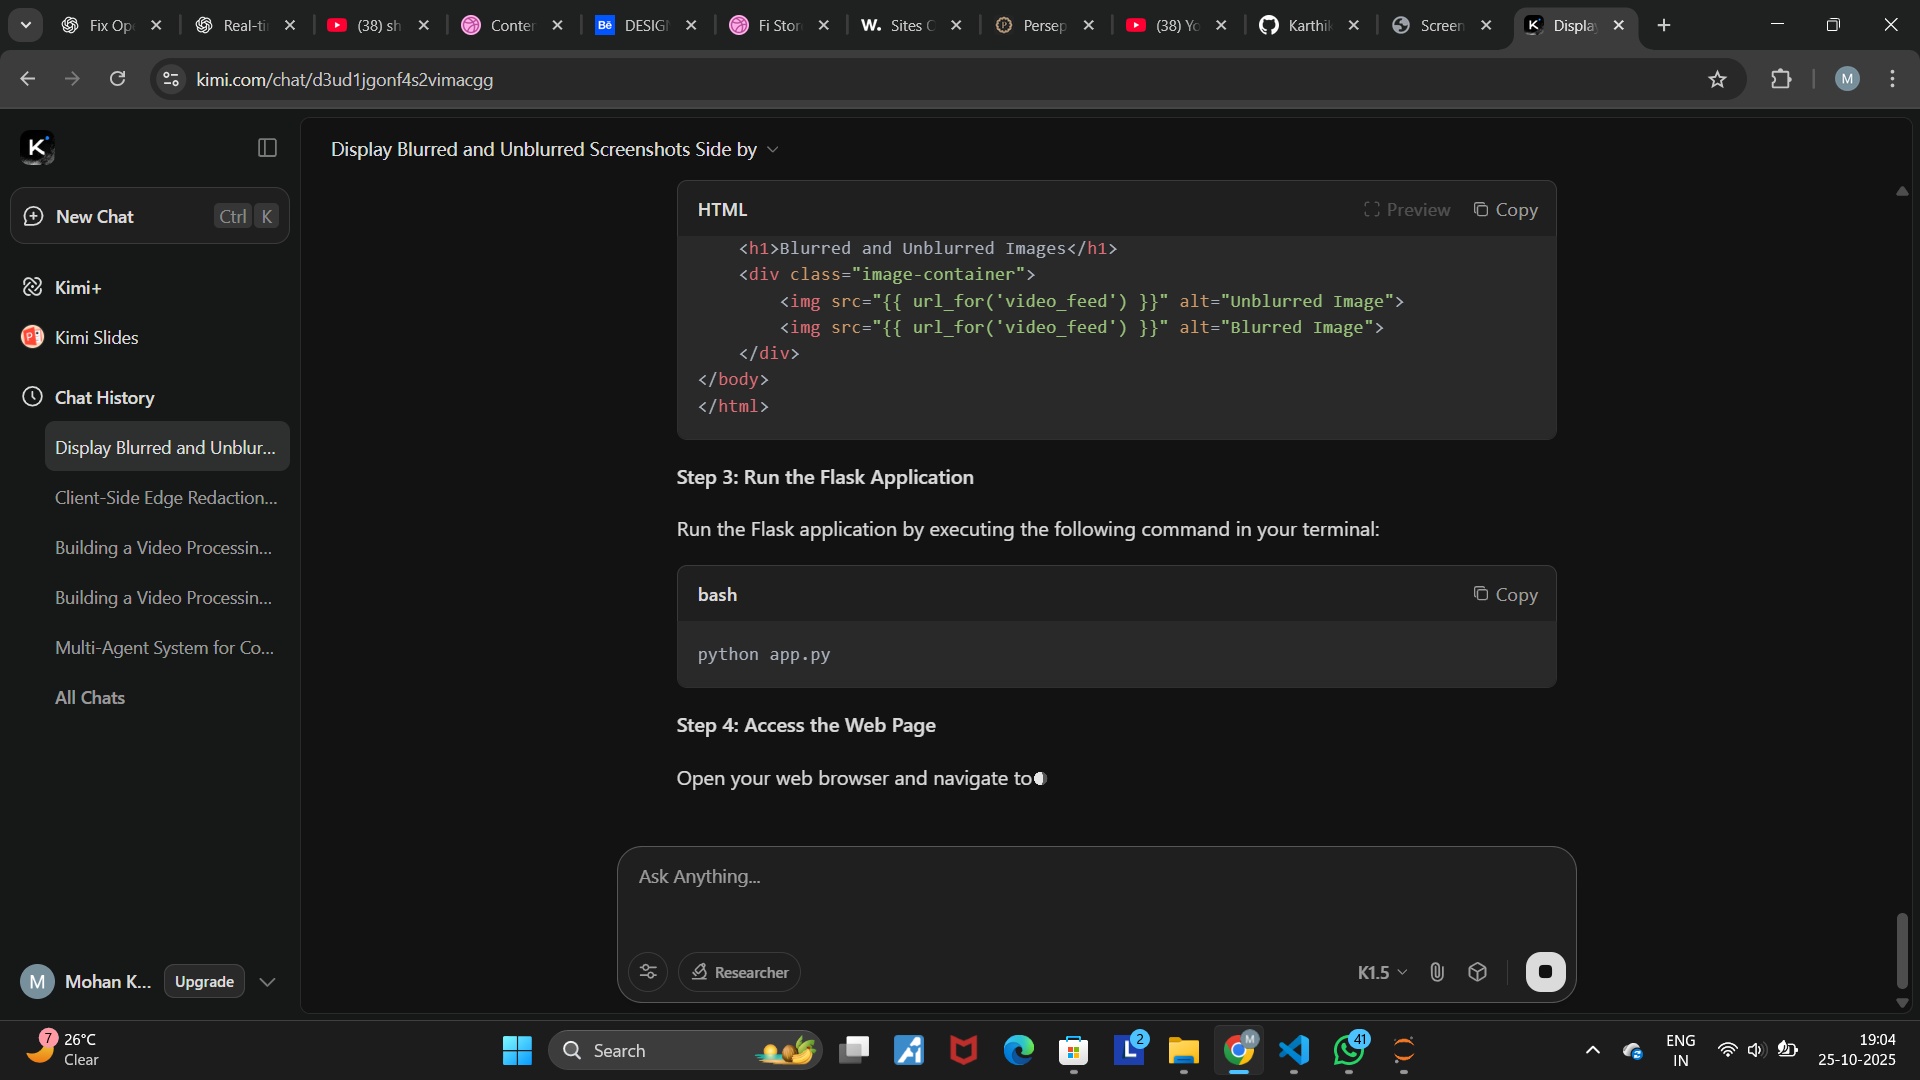 Fix Ope
Real-ti
(38) sh
Conter
Bē
DESIG
Fi Stor
W.
Sites
Persep
(38) Yo
Karthik
Screen
Displa
kimi.com/chat/d3ud1jgonf4s2vimacgg
M
K
New Chat
Ctrl K
Kimi+
Kimi Slides
Chat History
Display Blurred and Unblur...
Client-Side Edge Redaction...
Building a Video Processin...
Building a Video Processin...
Multi-Agent System for Co...
All Chats
M
Mohan K...
Upgrade
Display Blurred and Unblurred Screenshots Side by
HTML
Preview
Copy
<h1>Blurred and Unblurred Images</h1>
<div class="image-container">
<img src="{{ url_for('video_feed') }}" alt="Unblurred Image">
<img src="{{ url_for('video_feed') }}" alt="Blurred Image">
</div>
</body>
</html>
Step 3: Run the Flask Application
Run the Flask application by executing the following command in your terminal:
bash
Copy
python app.py
Step 4: Access the Web Page
Open your web browser and navigate to
Ask Anything...
Researcher
K1.5
7
26°C
Clear
Search
L
2
M
41
ENG
IN
19:04
25-10-2025